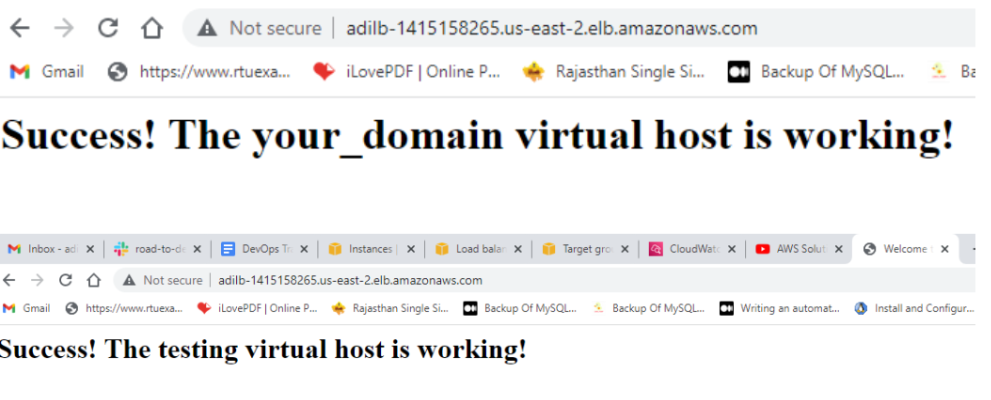 Not secure | adilb-1415158265.us-east-2.elb.amazonaws.com
Gmail https://www.rtuexa... iLovePDF | Online P... Rajasthan Single Si... Backup Of MySQL... Ba
Success! The your_domain virtual host is working!
Inbox - adi road-to-de DevOps Tr Instances | Load balan Target gro CloudWatc AWS Soluti Welcome t
Not secure | adilb-1415158265.us-east-2.elb.amazonaws.com
Gmail https://www.rtuexa... iLovePDF | Online P... Rajasthan Single Si... Backup Of MySQL... Backup Of MySQL... Writing an automat... Install and Configur...
Success! The testing virtual host is working!